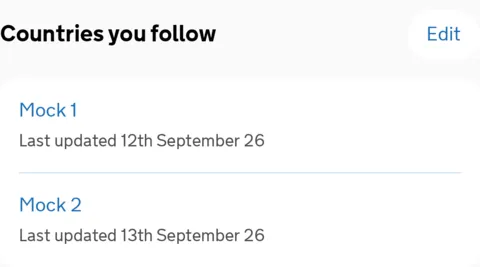 Countries you follow
Edit
Mock 1
Last updated 12th September 26
Mock 2
Last updated 13th September 26